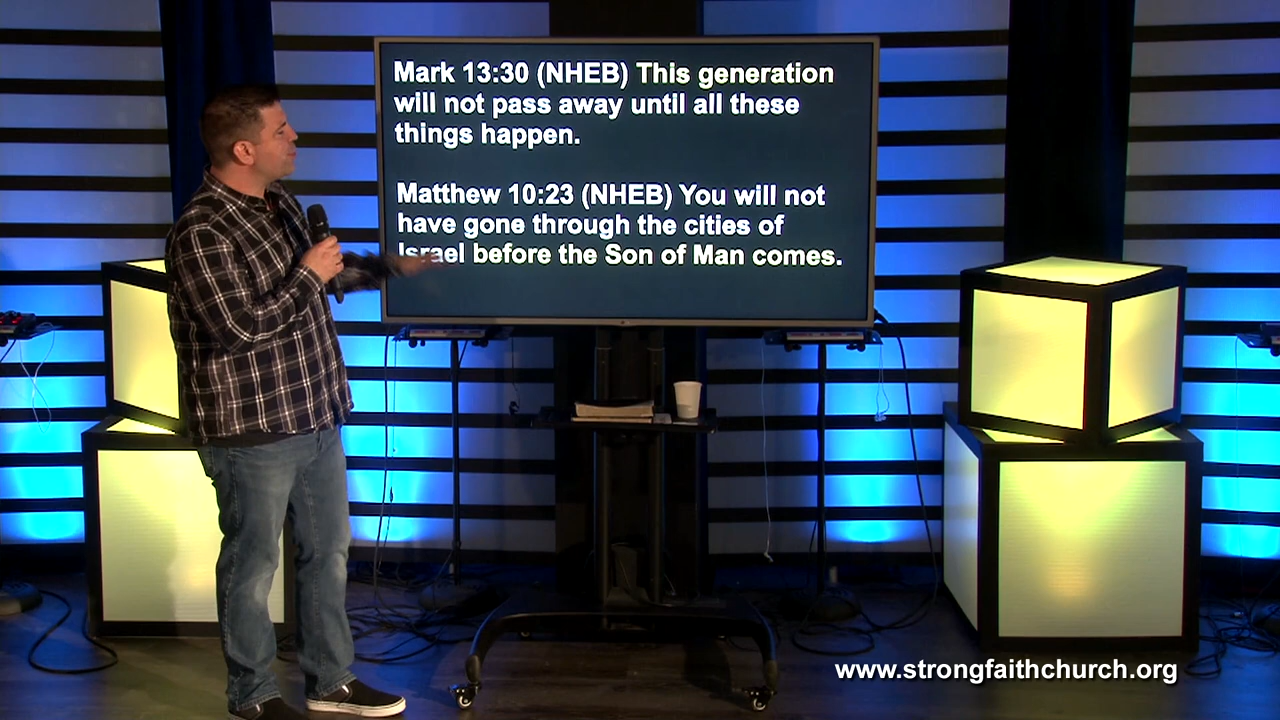 Mark 13:30 (NHEB) This generation
will not pass away until all these
things happen.
Matthew 10:23 (NHEB) You will not
have gone through the cities of
Israel before the Son of Man comes.
www.strongfaithchurch.org